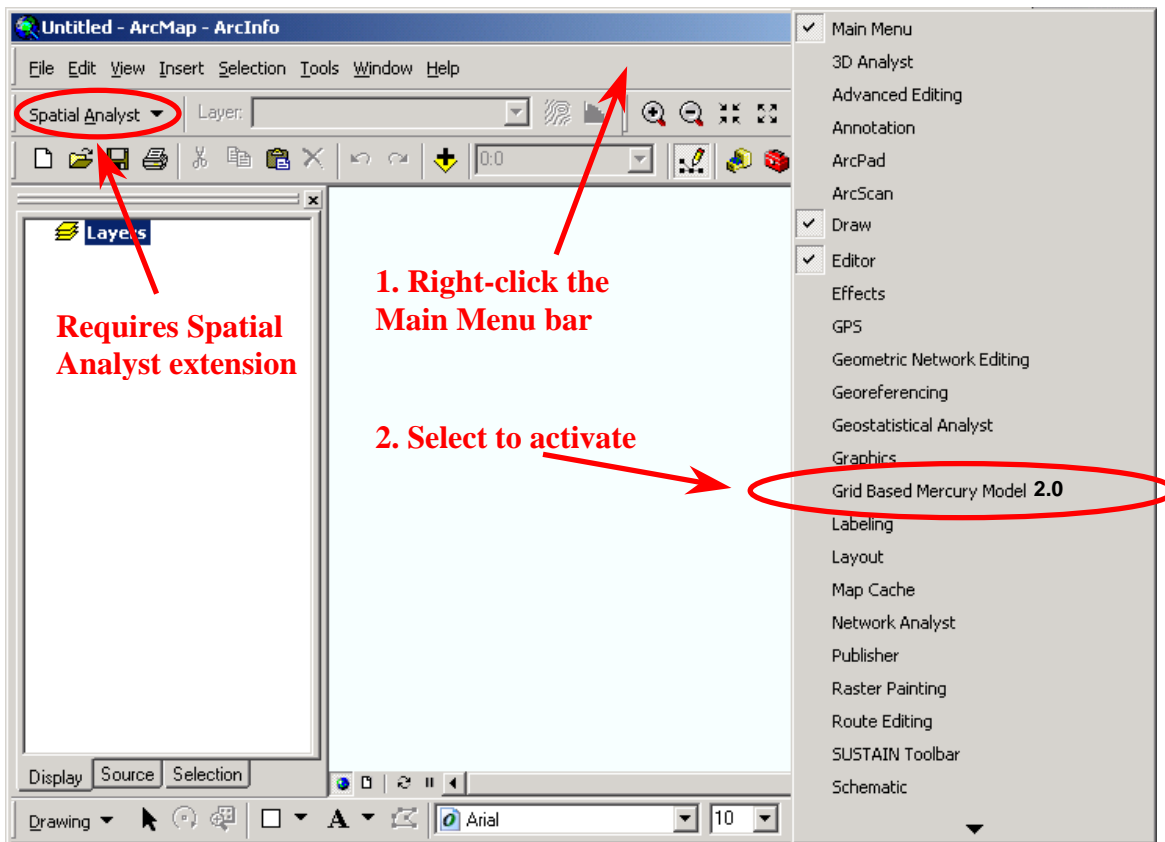 Untitled - ArcMap - ArcInfo
File Edit View Insert Selection Tools Window Help
Spatial Analyst Layer:
0:0
Layers
Requires Spatial
Analyst extension
1. Right-click the
Main Menu bar
2. Select to activate
Display Source Selection
Drawing A Arial 10
Main Menu
3D Analyst
Advanced Editing
Annotation
ArcPad
ArcScan
Draw
Editor
Effects
GPS
Geometric Network Editing
Georeferencing
Geostatistical Analyst
Graphics
Grid Based Mercury Model 2.0
Labeling
Layout
Map Cache
Network Analyst
Publisher
Raster Painting
Route Editing
SUSTAIN Toolbar
Schematic